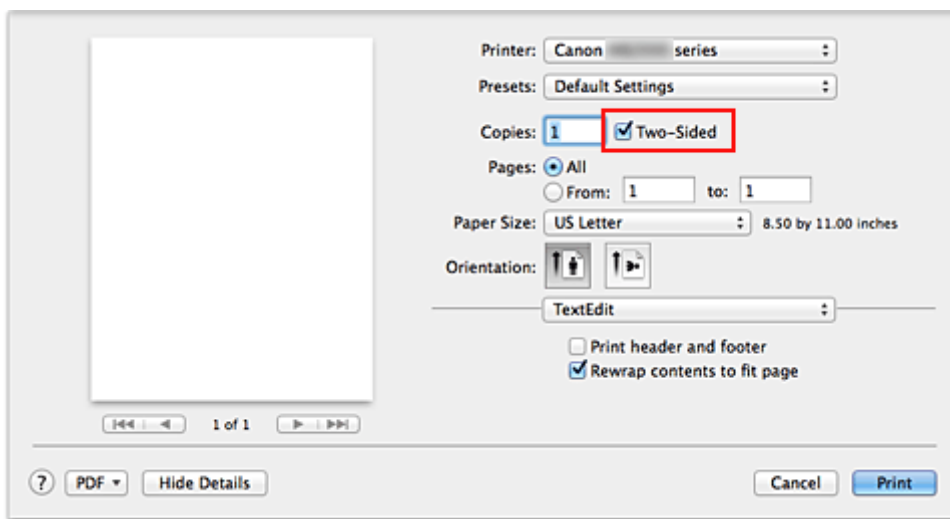 Printer: Canon series
Presets: Default Settings
Copies: 1 Two-Sided
Pages: All
From: 1 to: 1
Paper Size: US Letter 8.50 by 11.00 inches
Orientation:
TextEdit
Print header and footer
Rewrap contents to fit page
1 of 1
? PDF Hide Details Cancel Print